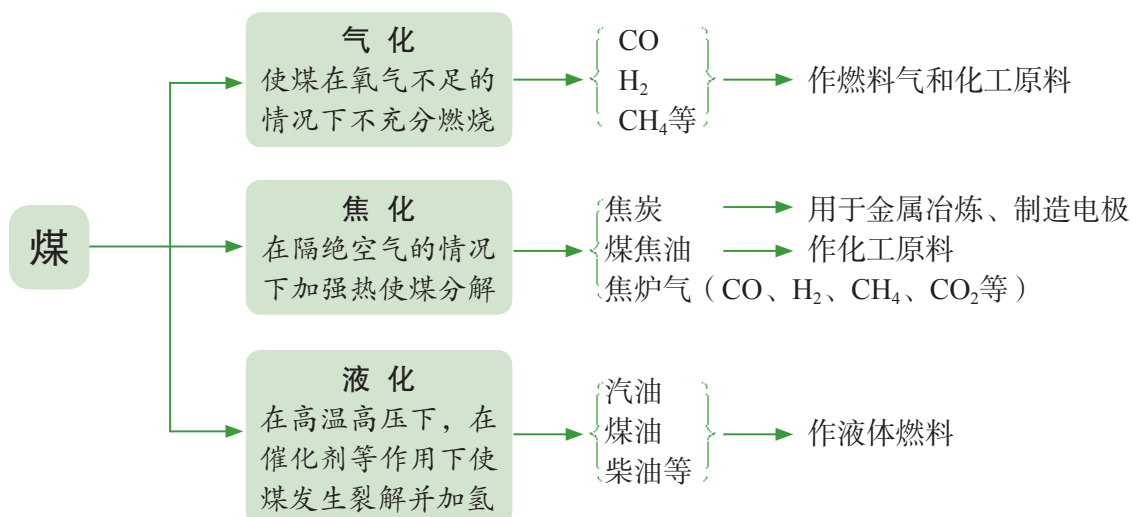 煤
气 化
使煤在氧气不足的
情况下不充分燃烧
CO
H₂
CH₄等
作燃料气和化工原料
焦 化
在隔绝空气的情况
下加强热使煤分解
焦炭
用于金属冶炼、制造电极
煤焦油
作化工原料
焦炉气（CO、H₂、CH₄、CO₂等）
液 化
在高温高压下，在
催化剂等作用下使
煤发生裂解并加氢
汽油
煤油
柴油等
作液体燃料